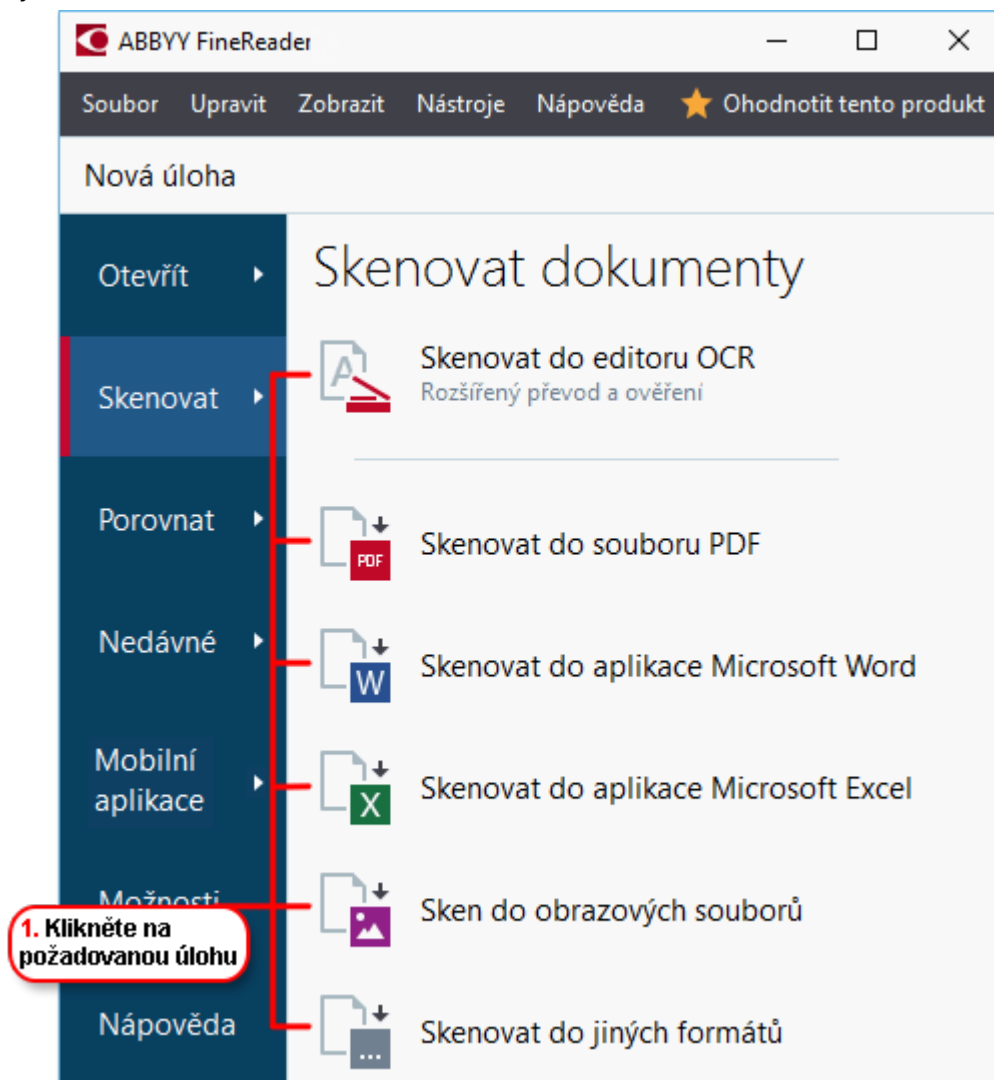 ABBYY FineReader
Soubor Upravit Zobrazit Nástroje Nápověda Ohodnotit tento produkt
Nová úloha
Otevřít
Skenovat
Porovnat
Nedávné
Mobilní
aplikace
Možnosti
1. Klikněte na
požadovanou úlohu
Nápověda
Skenovat dokumenty
A
Skenovat do editoru OCR
Rozšířený převod a ověření
PDF
Skenovat do souboru PDF
W
Skenovat do aplikace Microsoft Word
X
Skenovat do aplikace Microsoft Excel
Sken do obrazových souborů
...
Skenovat do jiných formátů